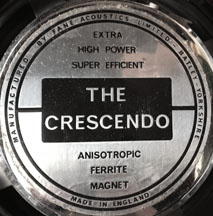 MANUFACTURED BY FANE ACOUSTICS LIMITED- BATLEY YORKSHIRE
EXTRA
HIGH POWER
SUPER EFFICIENT
THE
CRESCENDO
ANISOTROPIC
FERRITE
MAGNET
MADE IN ENGLAND